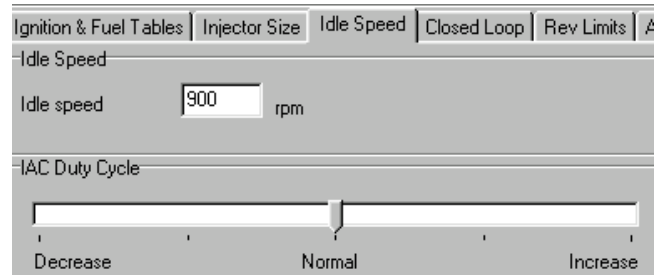 Ignition & Fuel Tables Injector Size Idle Speed Closed Loop Rev Limits A
Idle Speed
Idle speed 900 rpm
IAC Duty Cycle
Decrease Normal Increase